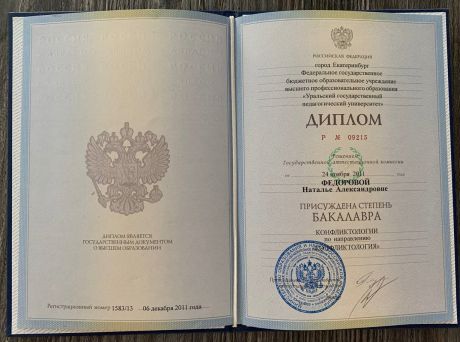 ДИПЛОМ ЯВЛЯЕТСЯ
ГОСУДАРСТВЕННЫМ ДОКУМЕНТОМ
О ВЫСШЕМ ОБРАЗОВАНИИ
Регистрационный номер 1583/13 06 декабря 2011 года
РОССИЙСКАЯ ФЕДЕРАЦИЯ
город Екатеринбург
Федеральное государственное
бюджетное образовательное учреждение
высшего профессионального образования
«Уральский государственный
педагогический университет»
ДИПЛОМ
Р № 09215
Решением
Государственной аттестационной комиссии
от 24 ноября 2011
ФЕДОРОВОЙ
Наталье Александровне
ПРИСУЖДЕНА СТЕПЕНЬ
БАКАЛАВРА
КОНФЛИКТОЛОГИИ
по направлению